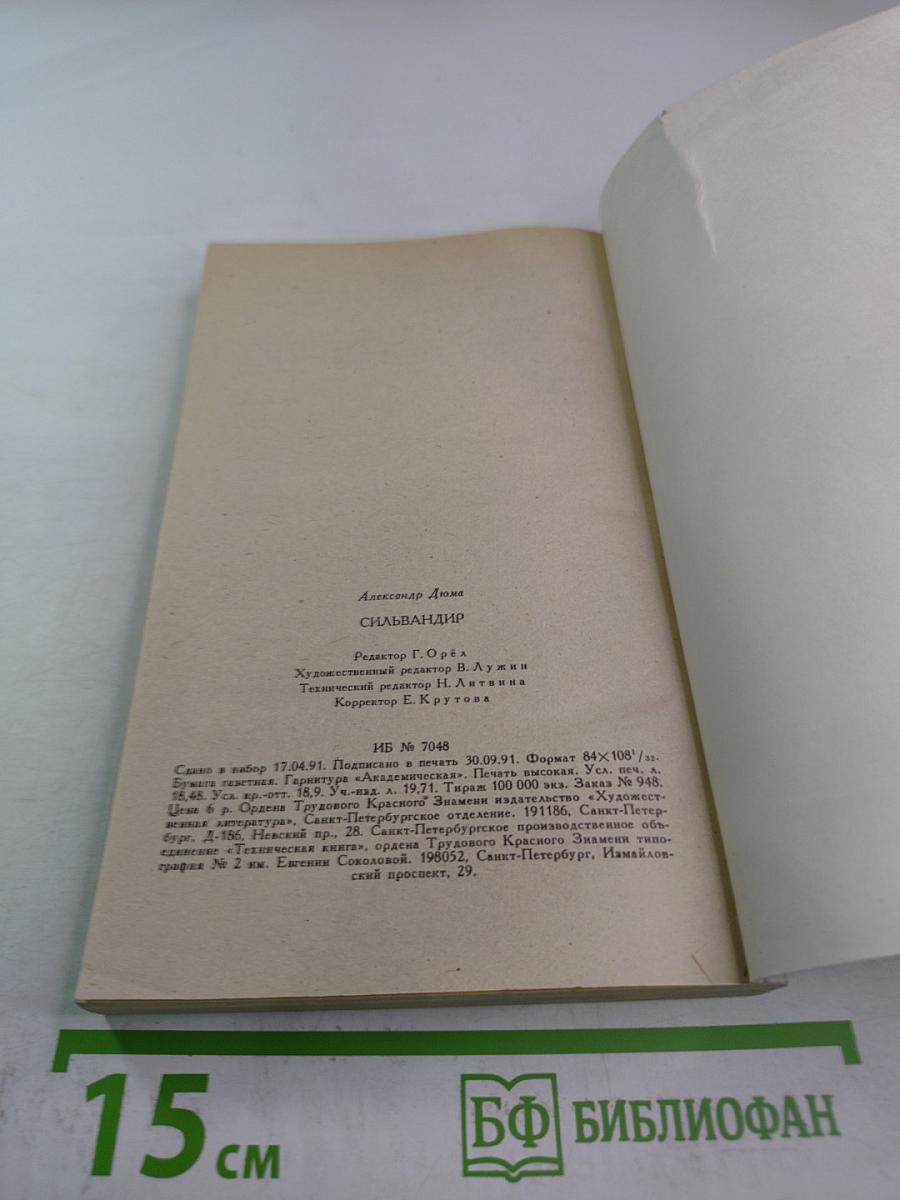 Александр Дюма
СИЛЬВАНДИР
Редактор Г. Орёл
Художественный редактор В. Лужин
Технический редактор Н. Литвина
Корректор Е. Крутова
ИБ № 7048
Сдано в набор 17.04.91. Подписано в печать 30.09.91. Формат 84×108¹/₃₂.
Бумага газетная. Гарнитура «Академическая». Печать высокая. Усл. печ. л.
18,48. Усл. кр.-отт. 18,9. Уч.-изд. л. 19,71. Тираж 100 000 экз. Заказ № 948.
Цена 6 р. Ордена Трудового Красного Знамени издательство «Художест-
венная литература», Санкт-Петербургское отделение. 191186, Санкт-Петер-
бург, Д-186, Невский пр., 28. Санкт-Петербургское производственное объ-
единение «Техническая книга», ордена Трудового Красного Знамени типо-
графия № 2 им. Евгении Соколовой. 198052, Санкт-Петербург, Измайлов-
ский проспект, 29.
15 см
БФ БИБЛИОФАН